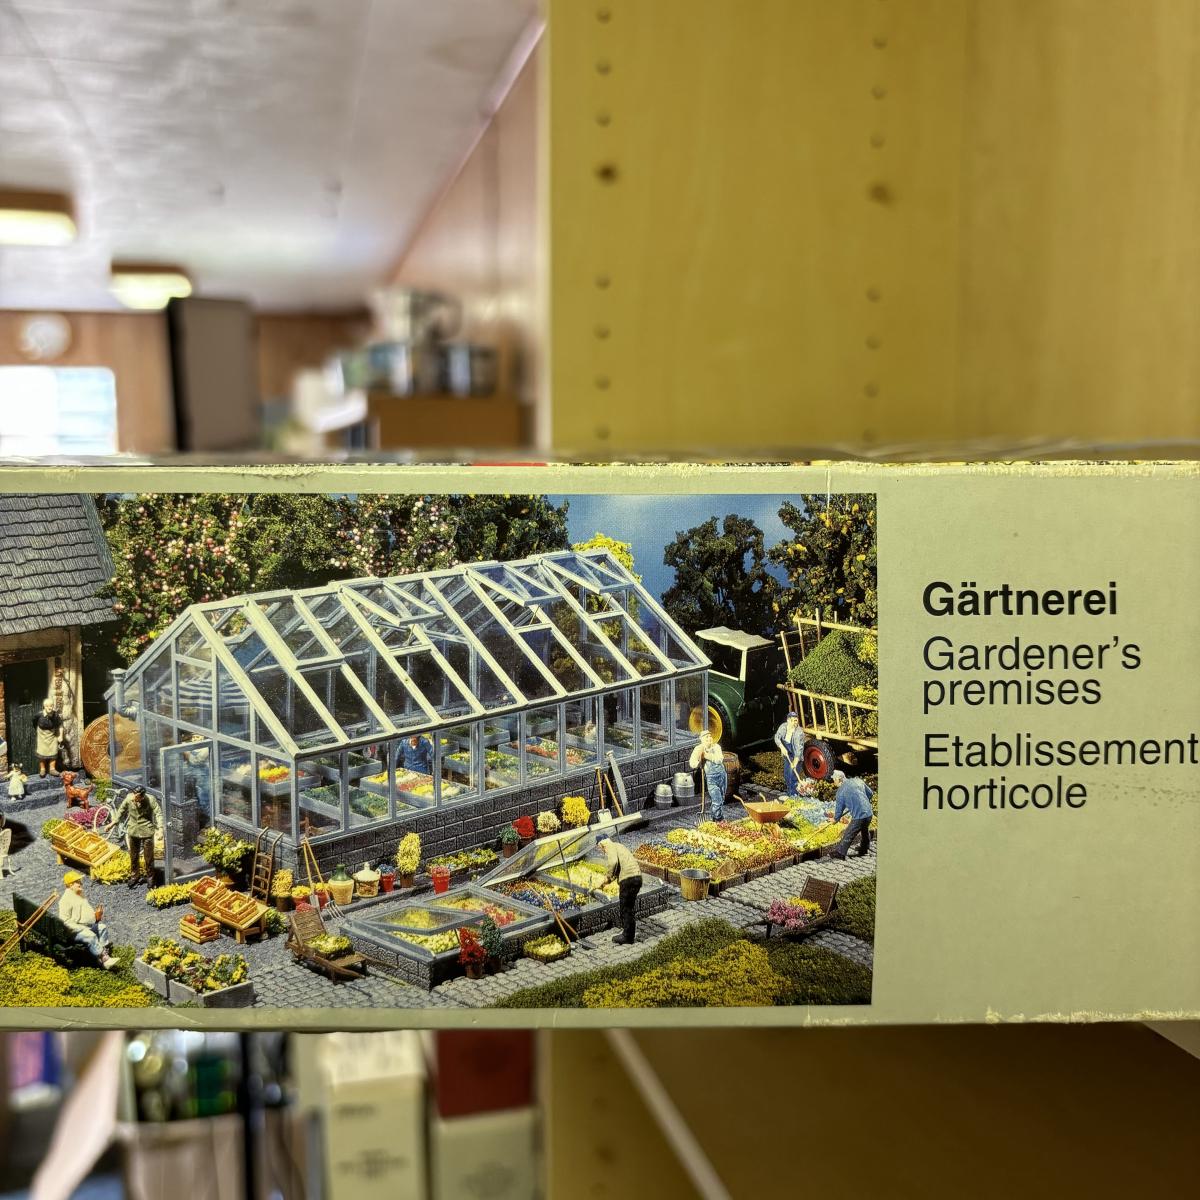 Gärtnerei
Gardener's
premises
Etablissement
horticole